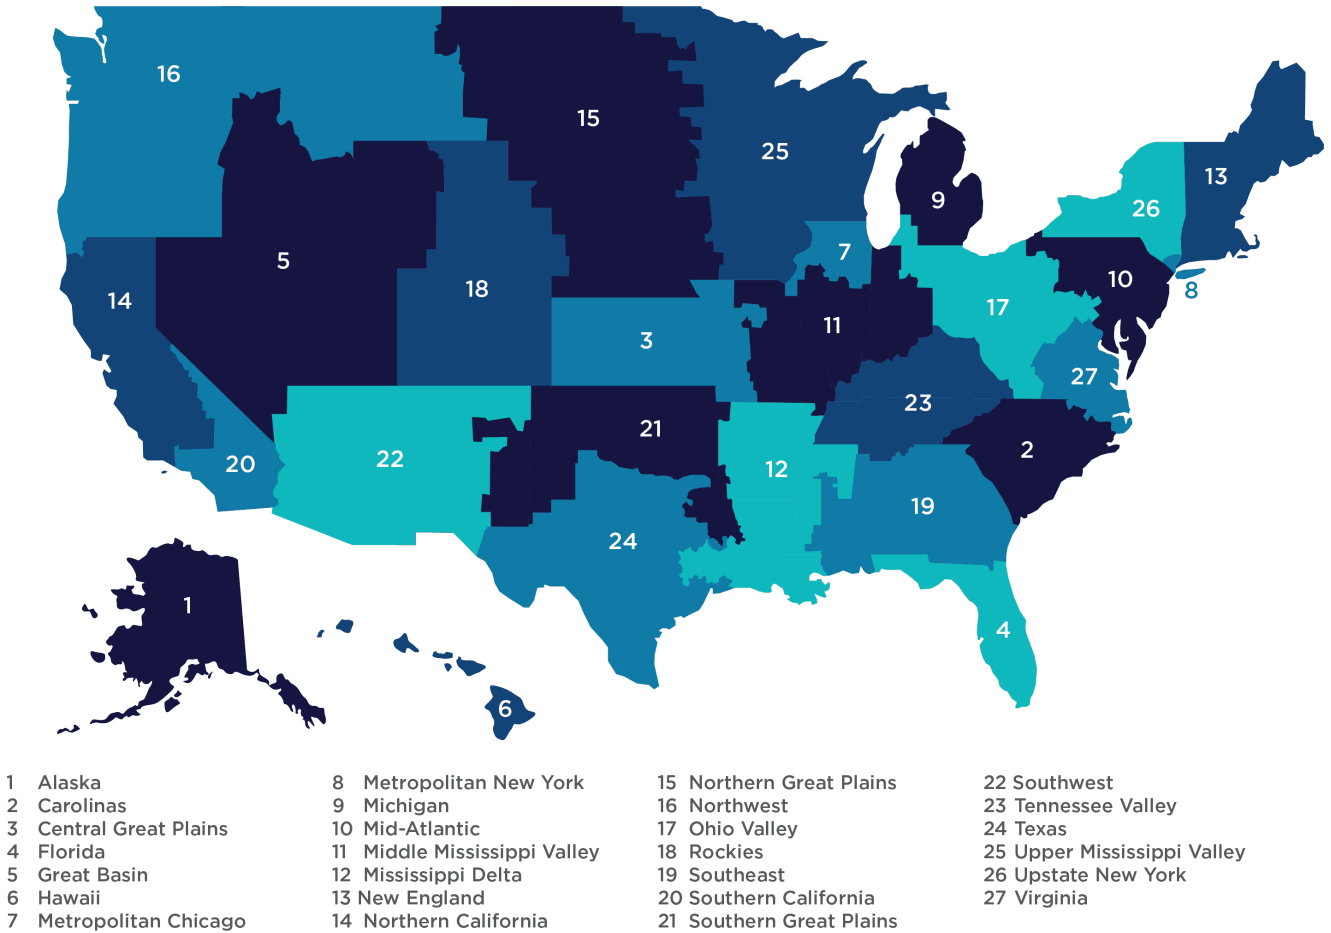 16
15
25
13
9
26
7
5
10
18
8
14
17
11
3
27
23
21
2
22
20
12
19
24
1
4
6
1 Alaska
2 Carolinas
3 Central Great Plains
4 Florida
5 Great Basin
6 Hawaii
7 Metropolitan Chicago
8 Metropolitan New York
9 Michigan
10 Mid-Atlantic
11 Middle Mississippi Valley
12 Mississippi Delta
13 New England
14 Northern California
15 Northern Great Plains
16 Northwest
17 Ohio Valley
18 Rockies
19 Southeast
20 Southern California
21 Southern Great Plains
22 Southwest
23 Tennessee Valley
24 Texas
25 Upper Mississippi Valley
26 Upstate New York
27 Virginia